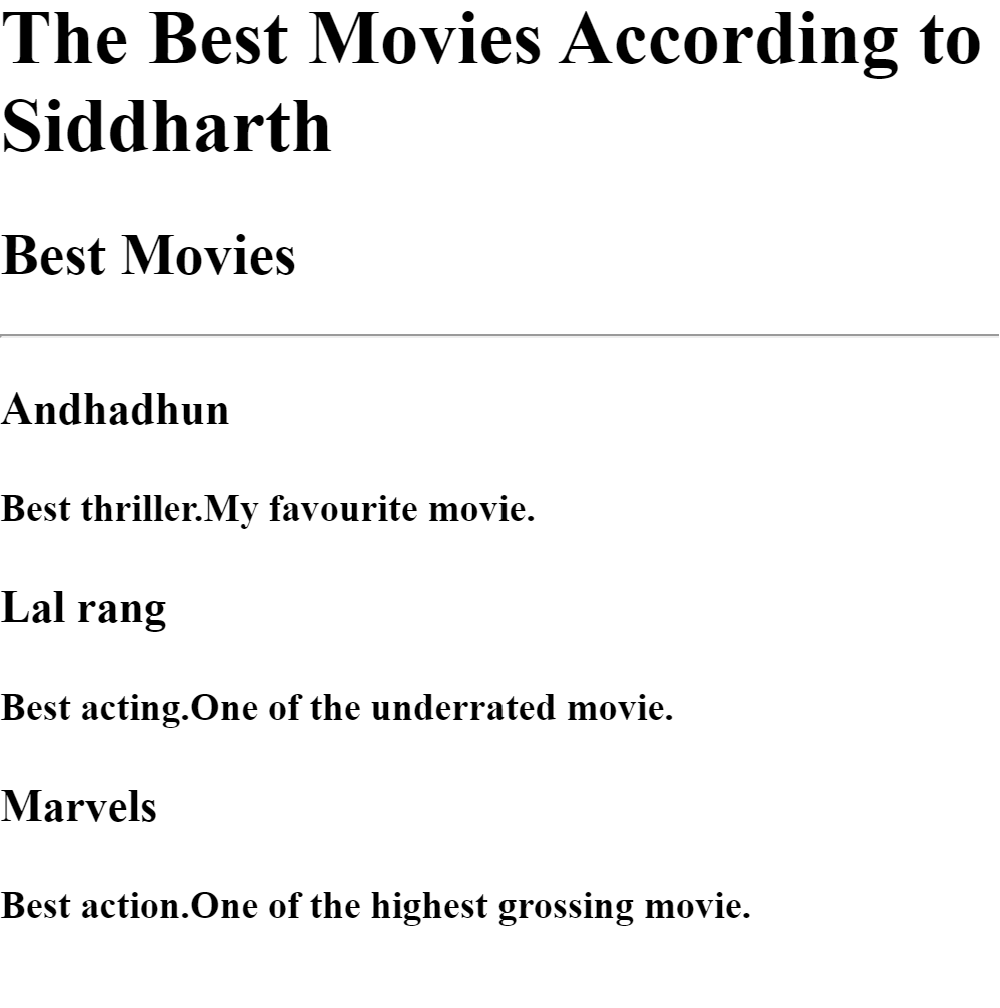 The Best Movies According to
Siddharth
Best Movies
Andhadhun
Best thriller.My favourite movie.
Lal rang
Best acting.One of the underrated movie.
Marvels
Best action.One of the highest grossing movie.